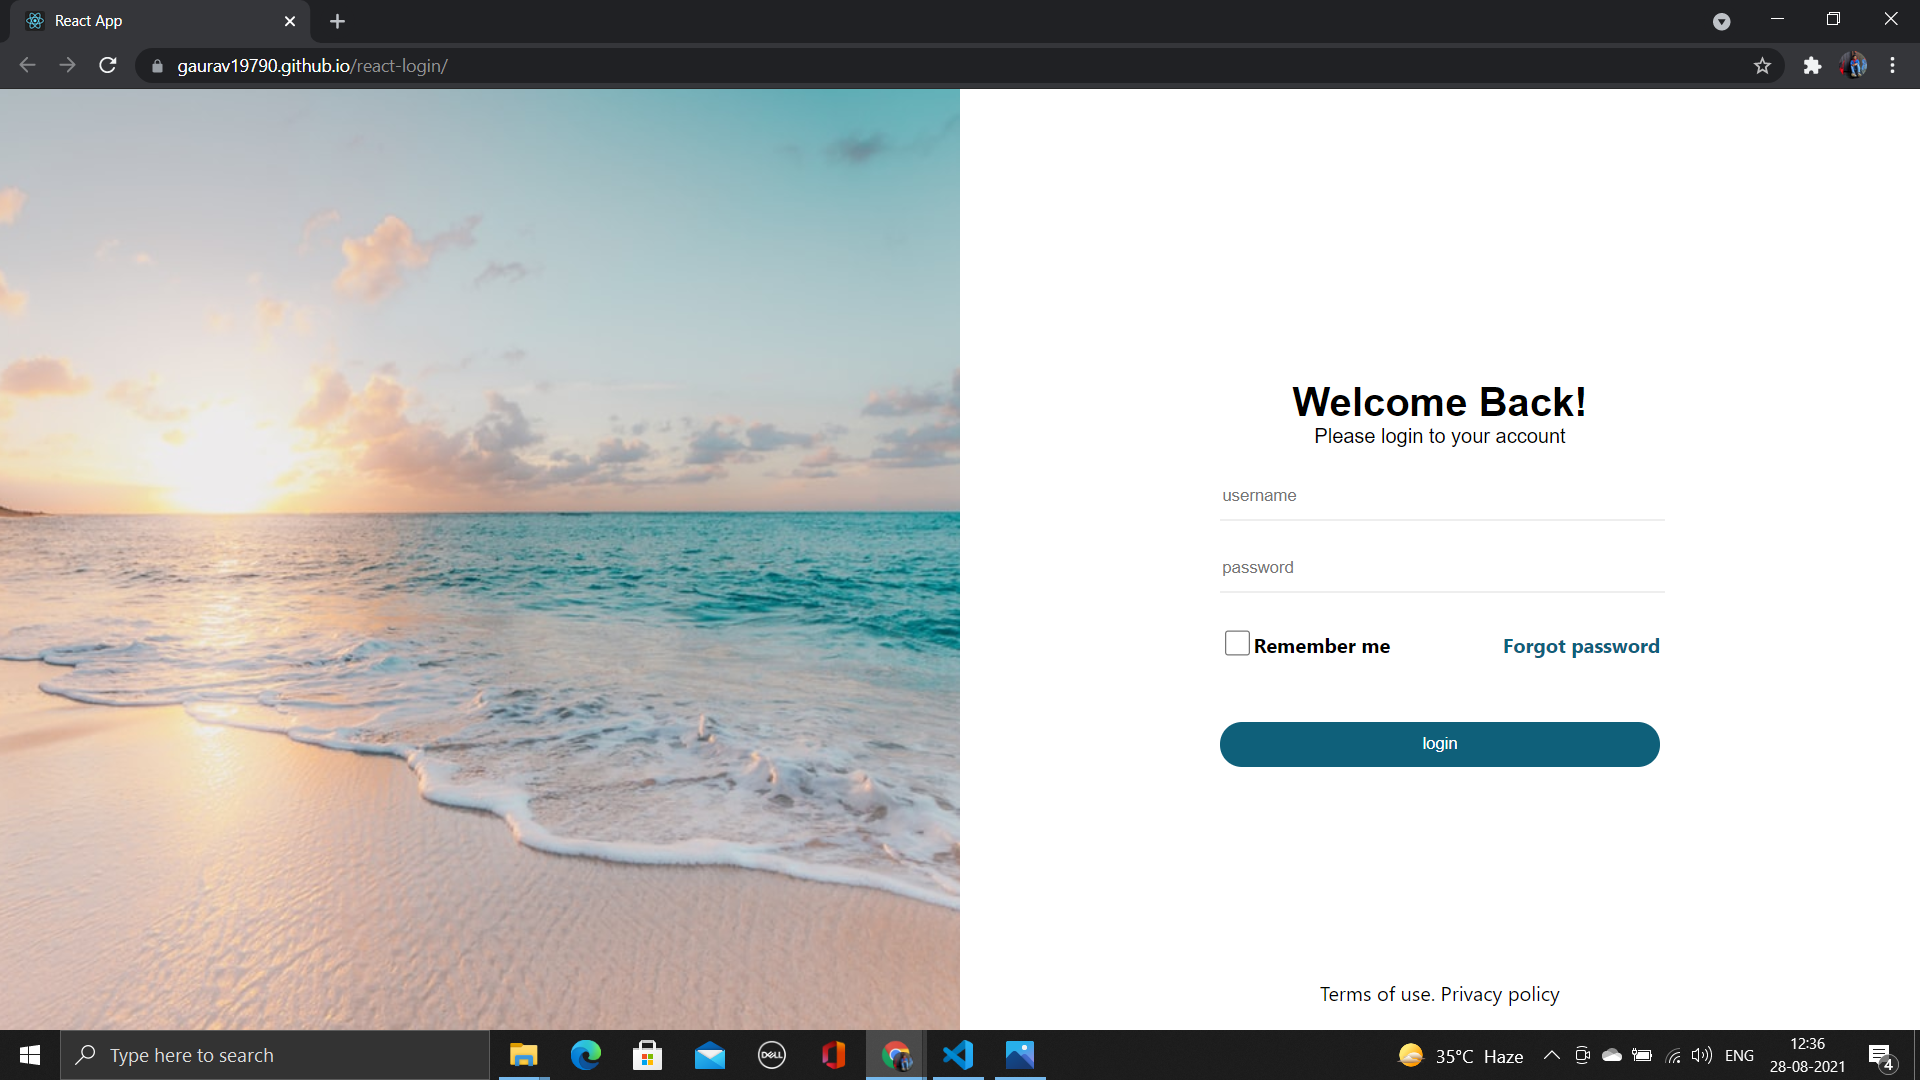 React App
gaurav19790.github.io/react-login/
Welcome Back!
Please login to your account
username
password
Remember me
Forgot password
login
Terms of use. Privacy policy
Type here to search
DELL
35°C Haze
ENG
12:36
28-08-2021
4